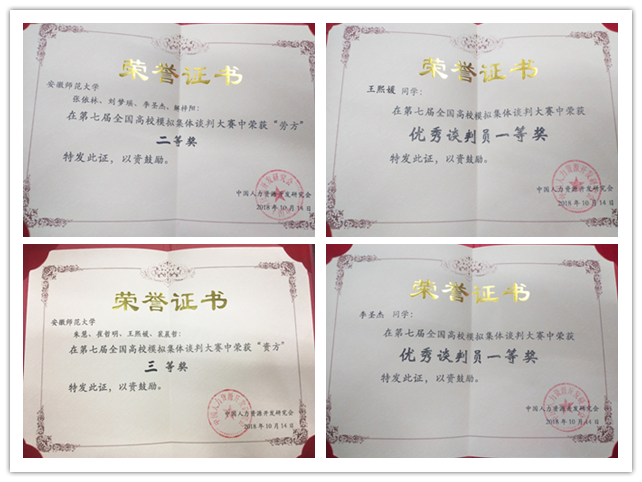 荣誉证书
安徽师范大学
张依林、刘梦瑶、李圣杰、解祥阳：
在第七届全国高校模拟集体谈判大赛中荣获“劳方”
二等奖
特发此证，以资鼓励。
中国人力资源开发研究会
2018年10月14日
荣誉证书
王熙媛 同学：
在第七届全国高校模拟集体谈判大赛中荣获
优秀谈判员一等奖
特发此证，以资鼓励。
中国人力资源开发研究会
2018年10月14日
荣誉证书
安徽师范大学
朱慧、崔哲明、王熙媛、
在第七届全国高校模拟集体谈判大赛中荣获“资方”
三等奖
特发此证，以资鼓励。
中国人力资源开发研究会
2018年10月14日
荣誉证书
李圣杰 同学：
在第七届全国高校模拟集体谈判大赛中荣获
优秀谈判员一等奖
特发此证，以资鼓励。
中国人力资源开发研究会
2018年10月14日